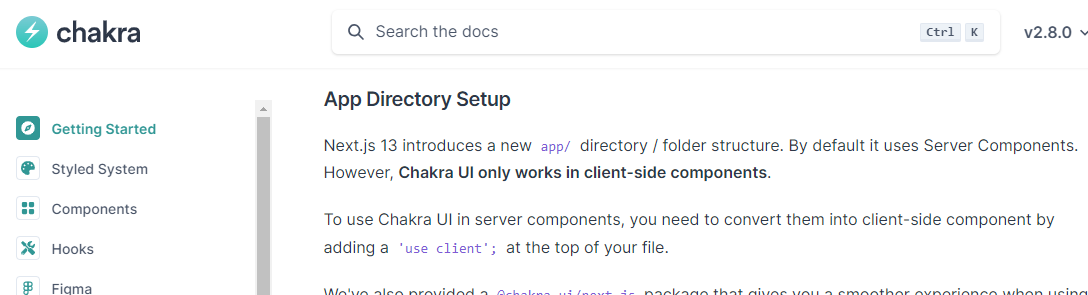 chakra
Search the docs
Ctrl K
v2.8.0
Getting Started
Styled System
Components
Hooks
Figma
App Directory Setup
Next.js 13 introduces a new app/ directory / folder structure. By default it uses Server Components.
However, Chakra UI only works in client-side components.
To use Chakra UI in server components, you need to convert them into client-side component by
adding a 'use client'; at the top of your file.
We've also provided a @chakra-ui/next-js package that gives you a smoother experience when using